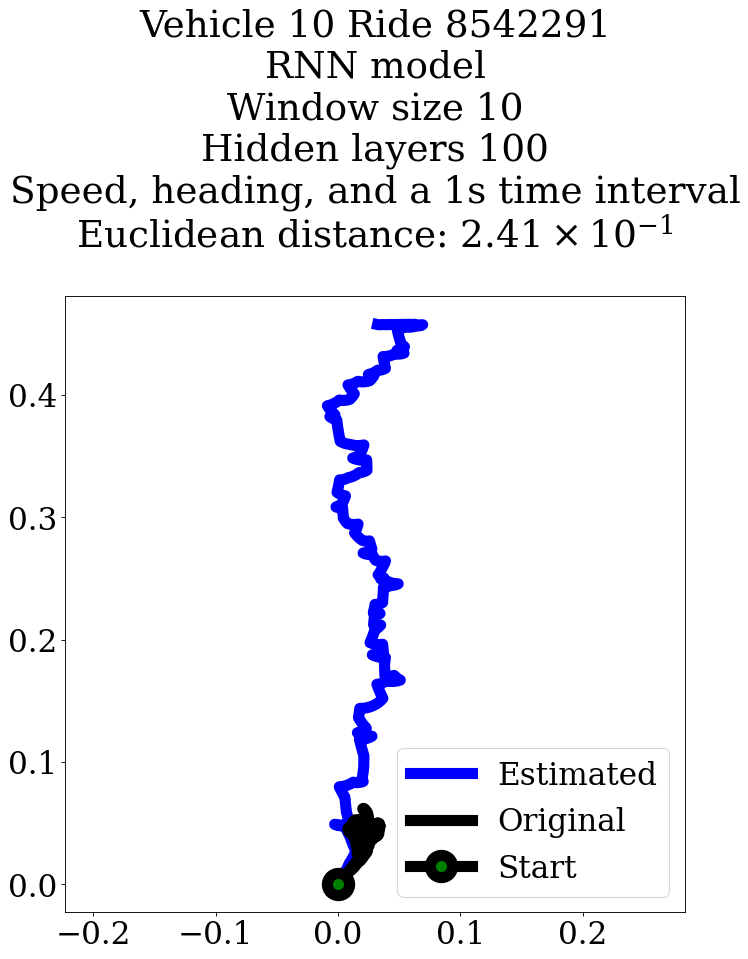 Vehicle 10 Ride 8542291
RNN model
Window size 10
Hidden layers 100
Speed, heading, and a 1s time interval
Euclidean distance: 2.41 × 10⁻¹
0.4
0.3
0.2
0.1
0.0
Estimated
Original
Start
−0.2 −0.1 0.0 0.1 0.2